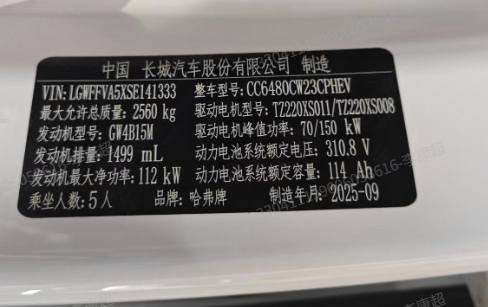 中国 长城汽车股份有限公司 制造
VIN:LGWFFVA5XSE141333 整车型号:CC6480CW23CPHEV
最大允许总质量:2560 kg 驱动电机型号:TZ220XS011/TZ220XS008
发动机型号:GW4B15M 驱动电机峰值功率:70/150 kW
发动机排量:1499 mL 动力电池系统额定电压:310.8 V
发动机最大净功率:112 kW 动力电池系统额定容量:114 Ah
乘坐人数:5人 品牌:哈弗牌 制造年月:2025-09